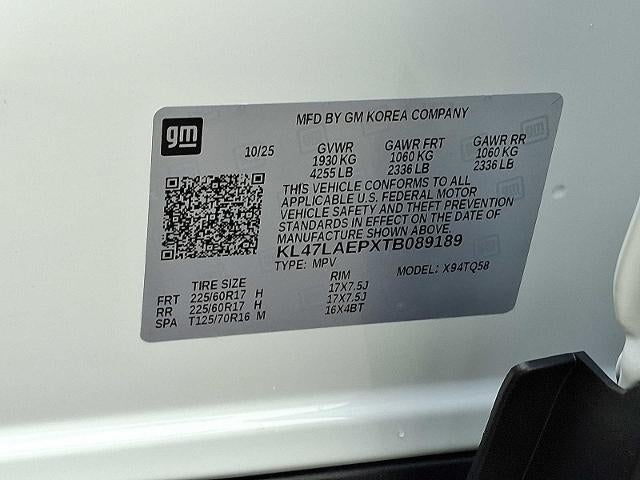 MFD BY GM KOREA COMPANY
gm
10/25 GVWR GAWR FRT GAWR RR
1930 KG 1060 KG 1060 KG
4255 LB 2336 LB 2336 LB
THIS VEHICLE CONFORMS TO ALL
APPLICABLE U.S. FEDERAL MOTOR
VEHICLE SAFETY AND THEFT PREVENTION
STANDARDS IN EFFECT ON THE DATE OF
MANUFACTURE SHOWN ABOVE.
KL47LAEPXTB089189
TYPE: MPV MODEL: X94TQ58
TIRE SIZE RIM
FRT 225/60R17 H 17X7.5J
RR 225/60R17 H 17X7.5J
SPA T125/70R16 M 16X4BT